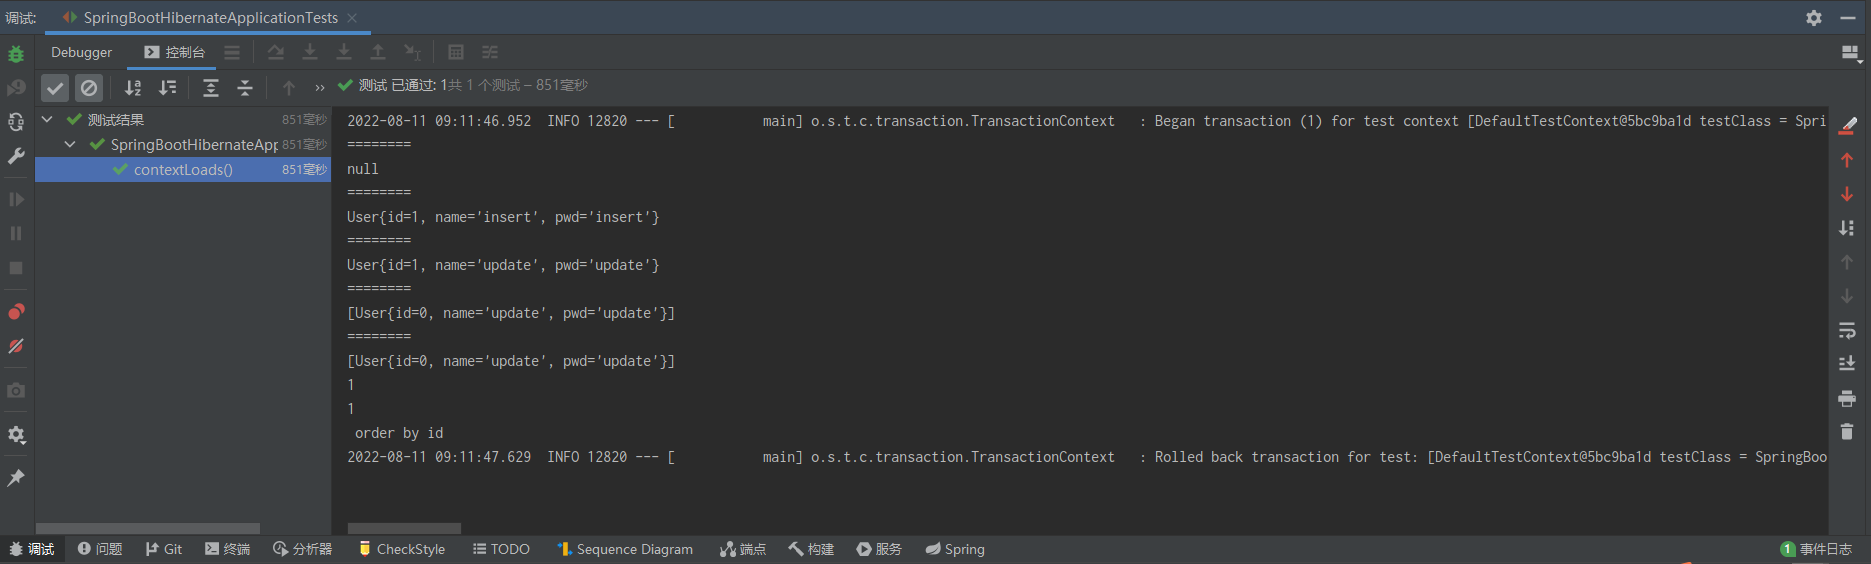 调试: SpringBootHibernateApplicationTests
Debugger 控制台
测试 已通过: 1共 1 个测试 – 851毫秒
测试结果 851毫秒
SpringBootHibernateApp 851毫秒
contextLoads() 851毫秒
2022-08-11 09:11:46.952  INFO 12820 --- [           main] o.s.t.c.transaction.TransactionContext   : Began transaction (1) for test context [DefaultTestContext@5bc9ba1d testClass = Spri
========
null
========
User{id=1, name='insert', pwd='insert'}
========
User{id=1, name='update', pwd='update'}
========
[User{id=0, name='update', pwd='update'}]
========
[User{id=0, name='update', pwd='update'}]
1
1
 order by id
2022-08-11 09:11:47.629  INFO 12820 --- [           main] o.s.t.c.transaction.TransactionContext   : Rolled back transaction for test: [DefaultTestContext@5bc9ba1d testClass = SpringBoo
调试 问题 Git 终端 分析器 CheckStyle TODO Sequence Diagram 端点 构建 服务 Spring 1 事件日志